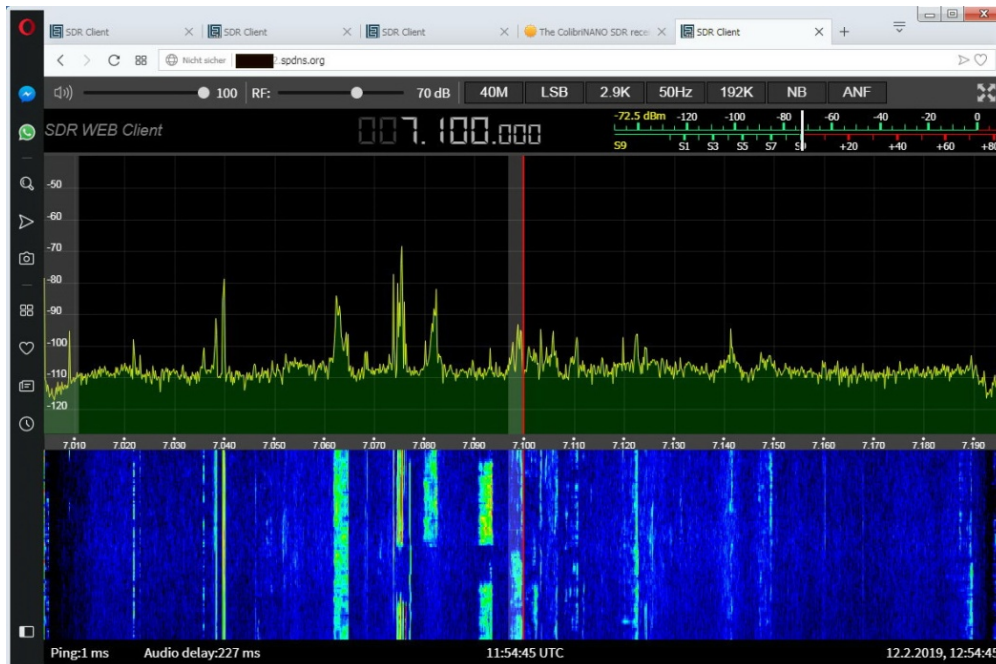 SDR Client SDR Client SDR Client The ColibriNANO SDR rece SDR Client
Nicht sicher 2.spdns.org
100 RF: 70 dB 40M LSB 2.9K 50Hz 192K NB ANF
SDR WEB Client 007.100.000
-72.5 dBm -120 -100 -80 -60 -40 -20 0
S9 S1 S3 S5 S7 +20 +40 +60 +80
-50
-60
-70
-80
-90
-100
-110
-120
7.010 7.020 7.030 7.040 7.050 7.060 7.070 7.080 7.090 7.100 7.110 7.120 7.130 7.140 7.150 7.160 7.170 7.180 7.190
Ping:1 ms Audio delay:227 ms 11:54:45 UTC 12.2.2019, 12:54:45